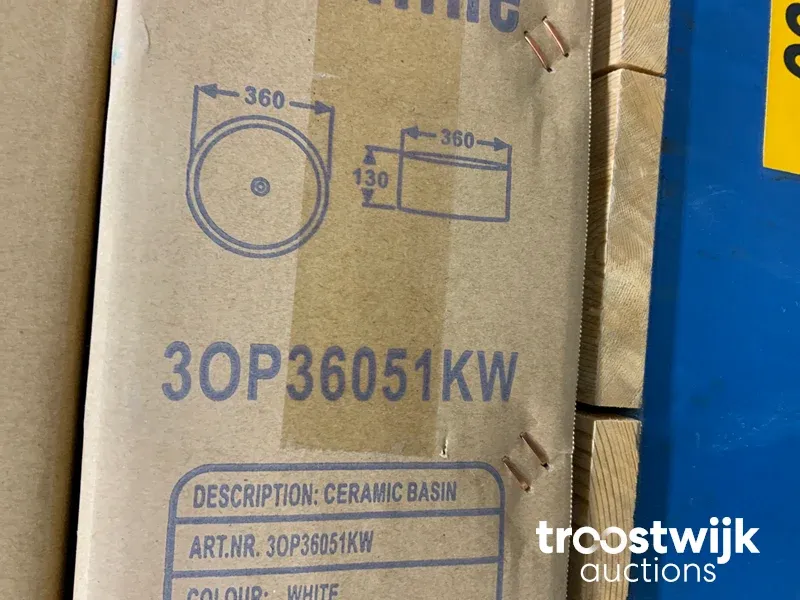 360
360
130
3OP36051KW
DESCRIPTION: CERAMIC BASIN
ART.NR. 3OP36051KW
COLOUR: WHITE
troostwijk
auctions